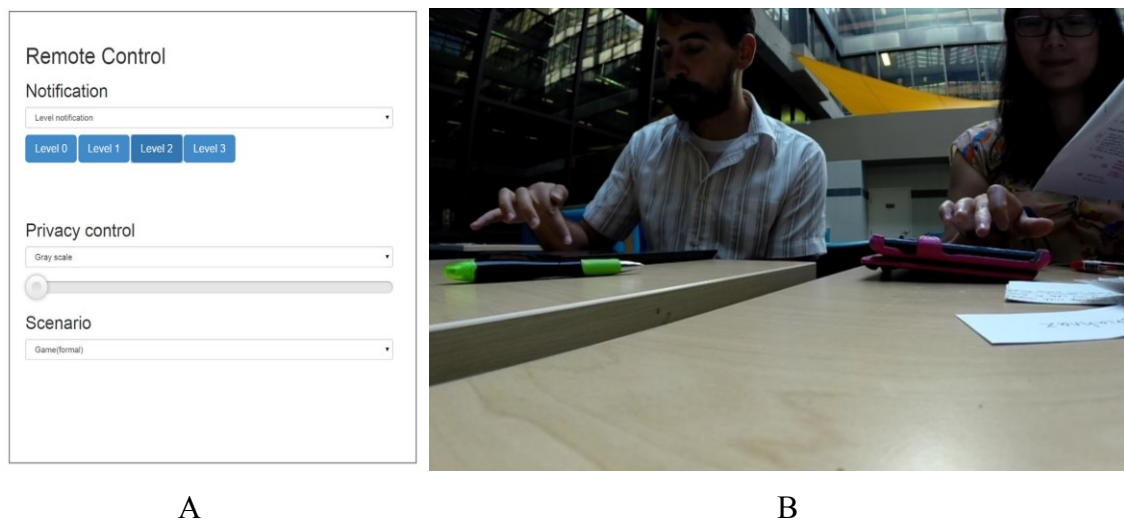 Remote Control
Notification
Level notification
Level 0 Level 1 Level 2 Level 3
Privacy control
Gray scale
Scenario
Game(formal)
A
B